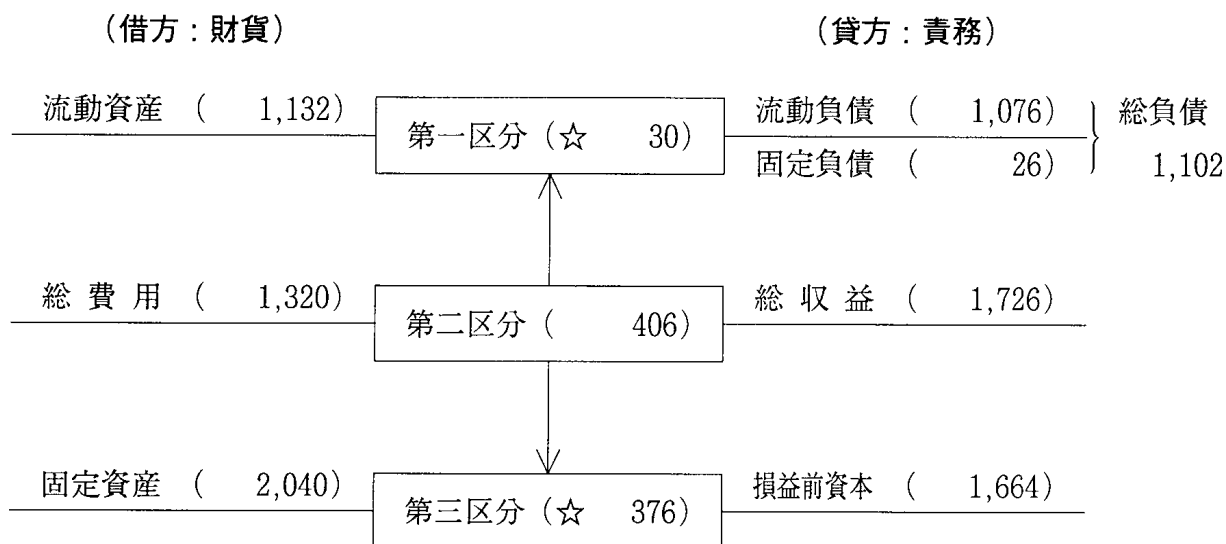 （借方：財貨） （貸方：責務）
流動資産 （ 1,132） 第一区分（☆ 30） 流動負債 （ 1,076） 総負債
固定負債 （ 26） 1,102
総費用 （ 1,320） 第二区分（ 406） 総収益 （ 1,726）
固定資産 （ 2,040） 第三区分（☆ 376） 損益前資本 （ 1,664）